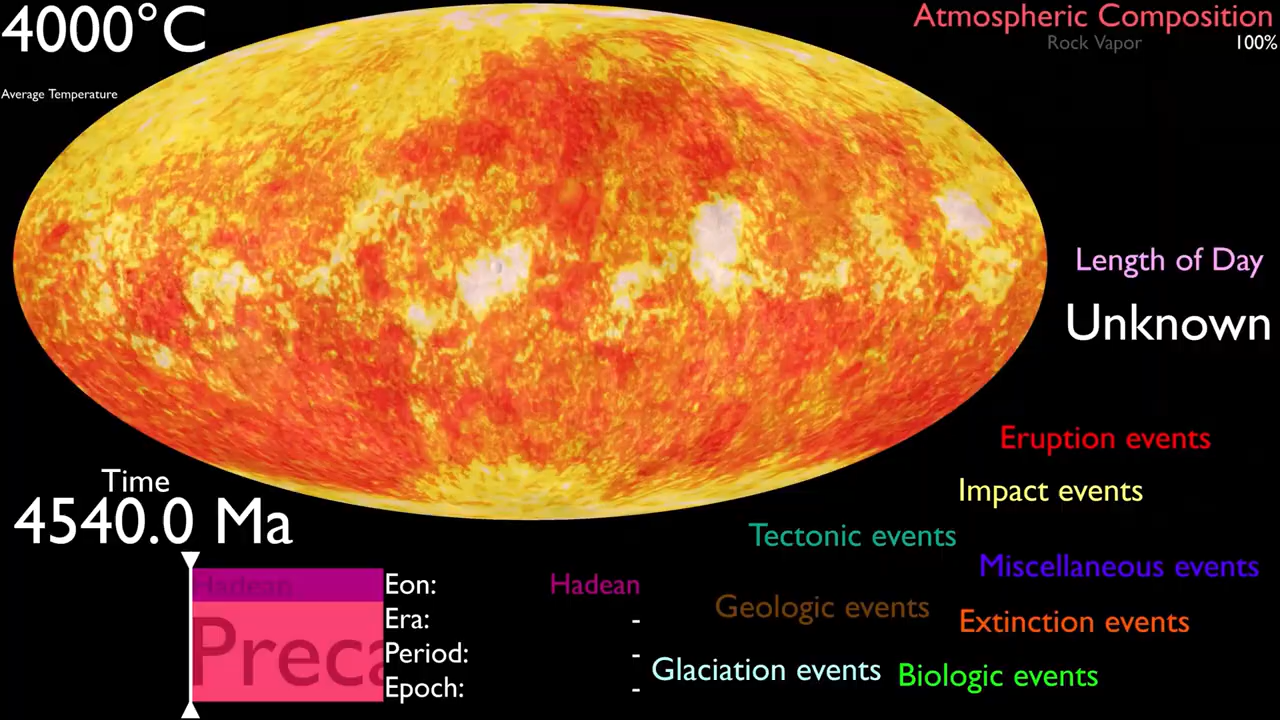 4000°C
Average Temperature
Atmospheric Composition
Rock Vapor 100%
Length of Day
Unknown
Eruption events
Impact events
Tectonic events
Miscellaneous events
Geologic events
Extinction events
Glaciation events
Biologic events
Time
4540.0 Ma
Hadean
Preca
Eon: Hadean
Era: -
Period: -
Epoch: -